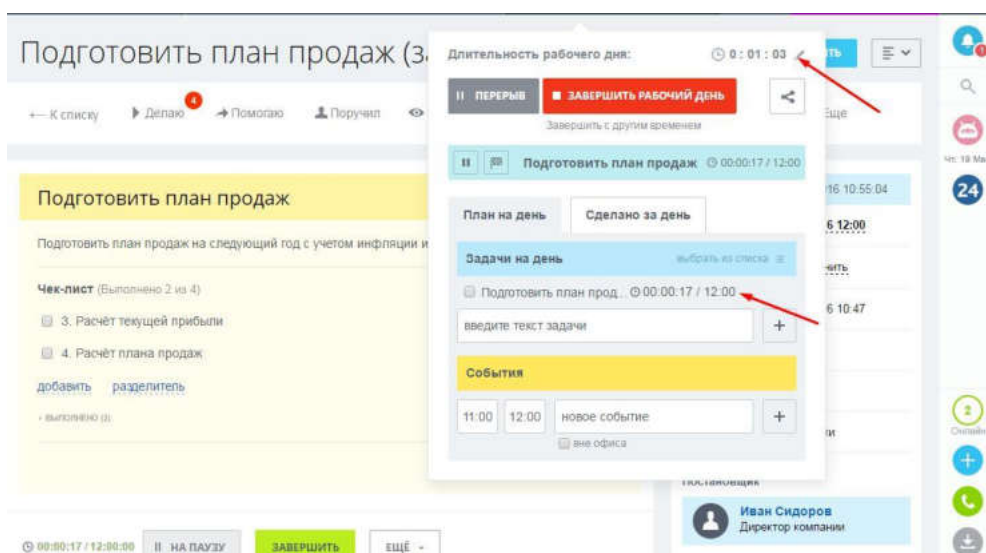 Подготовить план продаж (за
Длительность рабочего дня:
0 : 01 : 03
← К списку
Делаю
4
Помогаю
Поручил
ПЕРЕРЫВ
ЗАВЕРШИТЬ РАБОЧИЙ ДЕНЬ
Еще
Завершить с другим временем
Подготовить план продаж
00:00:17 / 12:00
Подготовить план продаж
Подготовить план продаж на следующий год с учетом инфляции и
Чек-лист (Выполнено 2 из 4)
3. Расчёт текущей прибыли
4. Расчёт плана продаж
добавить разделитель
План на день
Сделано за день
Задачи на день
выбрать из списка
Подготовить план прод...
00:00:17 / 12:00
введите текст задачи
+
События
11:00
12:00
новое событие
+
вне офиса
16 10:55:04
6 12:00
6 10:47
24
2
Онлайн
Постановщик
Иван Сидоров
Директор компании
00:00:17 / 12:00:00
НА ПАУЗУ
ЗАВЕРШИТЬ
ЕЩЁ